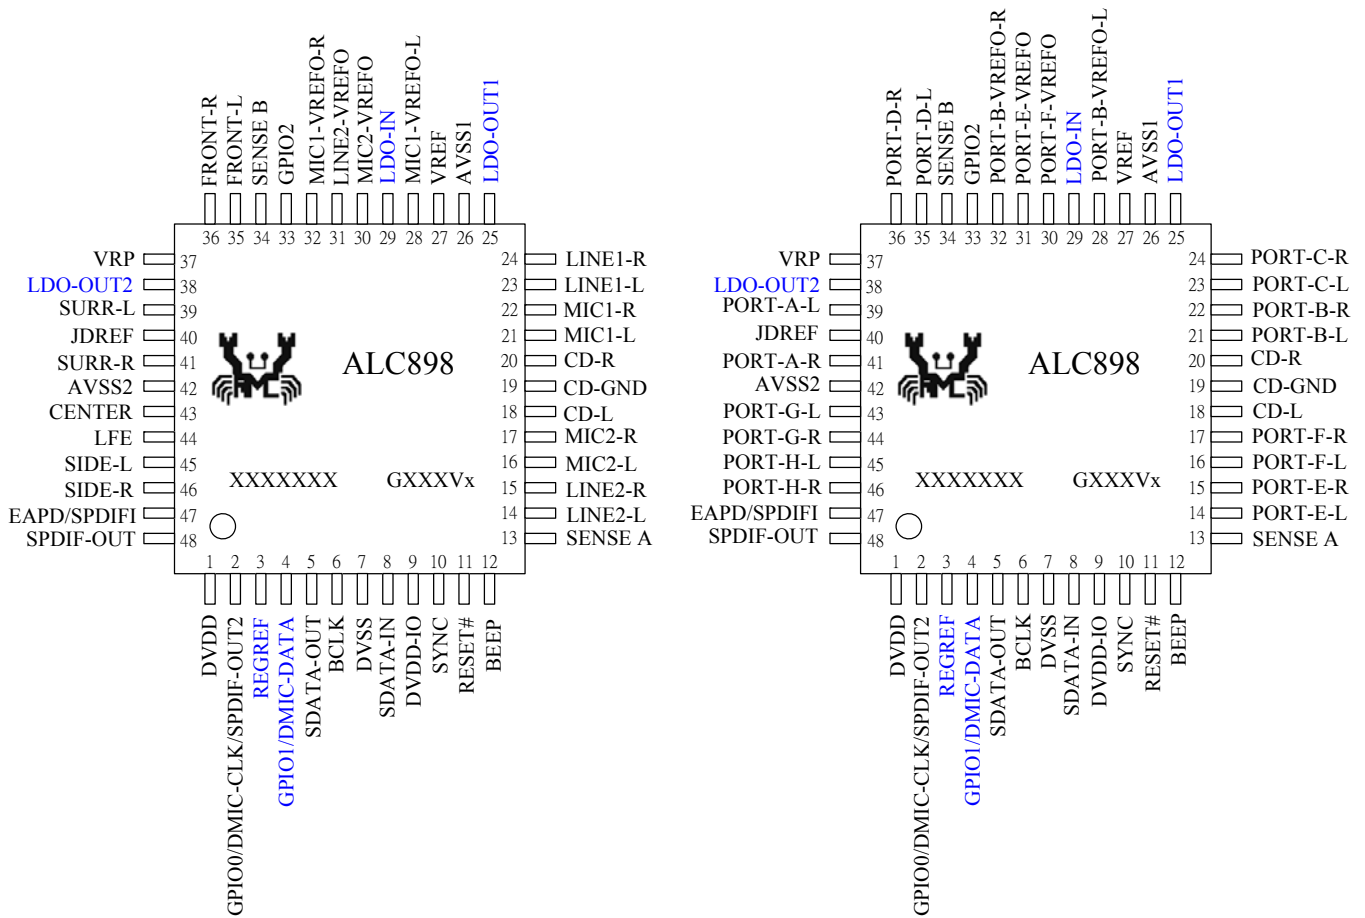 FRONT-R
FRONT-L
SENSE B
GPIO2
MIC1-VREFO-R
LINE2-VREFO
MIC2-VREFO
LDO-IN
MIC1-VREFO-L
VREF
AVSS1
LDO-OUT1
36 35 34 33 32 31 30 29 28 27 26 25
VRP 37
LDO-OUT2 38
SURR-L 39
JDREF 40
SURR-R 41
AVSS2 42
CENTER 43
LFE 44
SIDE-L 45
SIDE-R 46
EAPD/SPDIFI 47
SPDIF-OUT 48
ALC898
XXXXXXX GXXXVx
24 LINE1-R
23 LINE1-L
22 MIC1-R
21 MIC1-L
20 CD-R
19 CD-GND
18 CD-L
17 MIC2-R
16 MIC2-L
15 LINE2-R
14 LINE2-L
13 SENSE A
1 2 3 4 5 6 7 8 9 10 11 12
DVDD
GPIO0/DMIC-CLK/SPDIF-OUT2
REGREF
GPIO1/DMIC-DATA
SDATA-OUT
BCLK
DVSS
SDATA-IN
DVDD-IO
SYNC
RESET#
BEEP
PORT-D-R
PORT-D-L
SENSE B
GPIO2
PORT-B-VREFO-R
PORT-E-VREFO
PORT-F-VREFO
LDO-IN
PORT-B-VREFO-L
VREF
AVSS1
LDO-OUT1
36 35 34 33 32 31 30 29 28 27 26 25
VRP 37
LDO-OUT2 38
PORT-A-L 39
JDREF 40
PORT-A-R 41
AVSS2 42
PORT-G-L 43
PORT-G-R 44
PORT-H-L 45
PORT-H-R 46
EAPD/SPDIFI 47
SPDIF-OUT 48
ALC898
XXXXXXX GXXXVx
24 PORT-C-R
23 PORT-C-L
22 PORT-B-R
21 PORT-B-L
20 CD-R
19 CD-GND
18 CD-L
17 PORT-F-R
16 PORT-F-L
15 PORT-E-R
14 PORT-E-L
13 SENSE A
1 2 3 4 5 6 7 8 9 10 11 12
DVDD
GPIO0/DMIC-CLK/SPDIF-OUT2
REGREF
GPIO1/DMIC-DATA
SDATA-OUT
BCLK
DVSS
SDATA-IN
DVDD-IO
SYNC
RESET#
BEEP